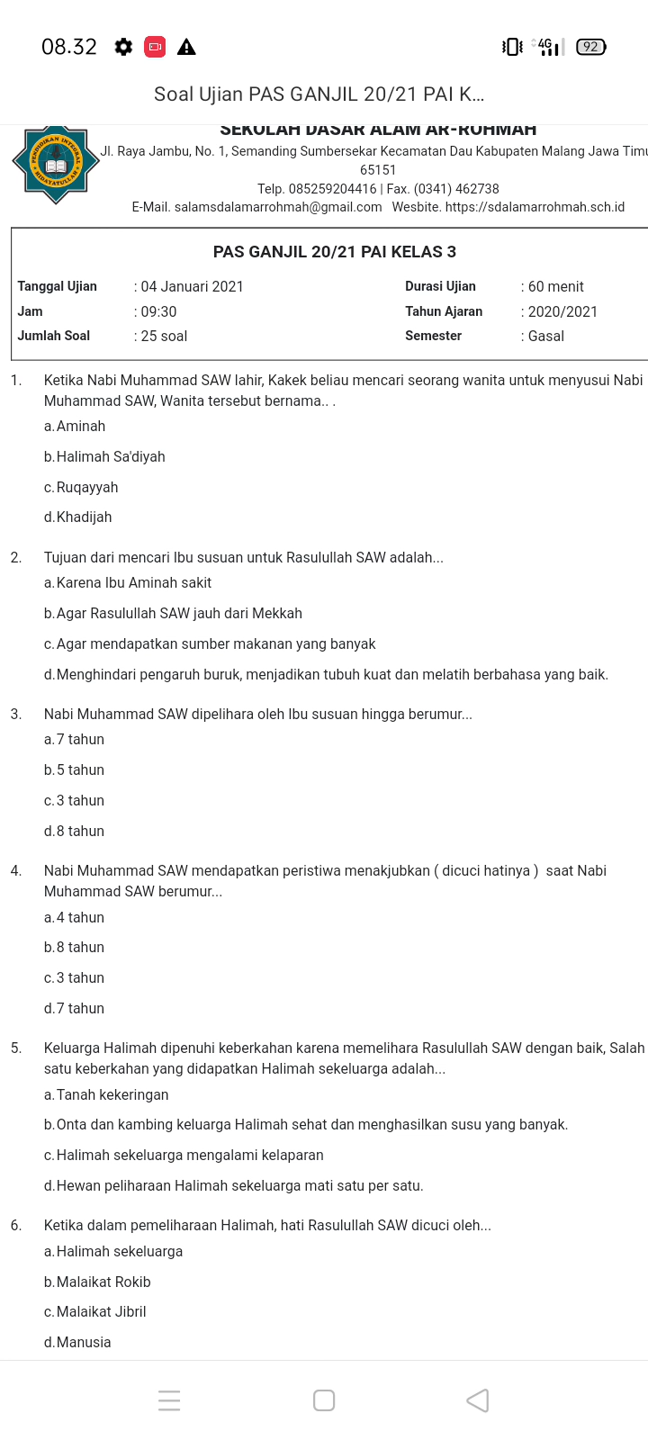 08.32
4G
92
Soal Ujian PAS GANJIL 20/21 PAI K...
SEKOLAH DASAR ALAM AR-ROHMAH
PENDIDIKAN INTEGRAL
HIDAYATULLAH
Jl. Raya Jambu, No. 1, Semanding Sumbersekar Kecamatan Dau Kabupaten Malang Jawa
65151
Telp. 085259204416 | Fax. (0341) 462738
E-Mail. salamsdalamarrohmah@gmail.com Wesbite. https://sdalamarrohmah.sch.id
PAS GANJIL 20/21 PAI KELAS 3
Tanggal Ujian : 04 Januari 2021 Durasi Ujian : 60 menit
Jam : 09:30 Tahun Ajaran : 2020/2021
Jumlah Soal : 25 soal Semester : Gasal
1. Ketika Nabi Muhammad SAW lahir, Kakek beliau mencari seorang wanita untuk menyusui Nabi
Muhammad SAW, Wanita tersebut bernama.. .
a. Aminah
b. Halimah Sa'diyah
c. Ruqayyah
d. Khadijah
2. Tujuan dari mencari Ibu susuan untuk Rasulullah SAW adalah...
a. Karena Ibu Aminah sakit
b. Agar Rasulullah SAW jauh dari Mekkah
c. Agar mendapatkan sumber makanan yang banyak
d. Menghindari pengaruh buruk, menjadikan tubuh kuat dan melatih berbahasa yang baik.
3. Nabi Muhammad SAW dipelihara oleh Ibu susuan hingga berumur...
a. 7 tahun
b. 5 tahun
c. 3 tahun
d. 8 tahun
4. Nabi Muhammad SAW mendapatkan peristiwa menakjubkan ( dicuci hatinya ) saat Nabi
Muhammad SAW berumur...
a. 4 tahun
b. 8 tahun
c. 3 tahun
d. 7 tahun
5. Keluarga Halimah dipenuhi keberkahan karena memelihara Rasulullah SAW dengan baik, Salah
satu keberkahan yang didapatkan Halimah sekeluarga adalah...
a. Tanah kekeringan
b. Onta dan kambing keluarga Halimah sehat dan menghasilkan susu yang banyak.
c. Halimah sekeluarga mengalami kelaparan
d. Hewan peliharaan Halimah sekeluarga mati satu per satu.
6. Ketika dalam pemeliharaan Halimah, hati Rasulullah SAW dicuci oleh...
a. Halimah sekeluarga
b. Malaikat Rokib
c. Malaikat Jibril
d. Manusia